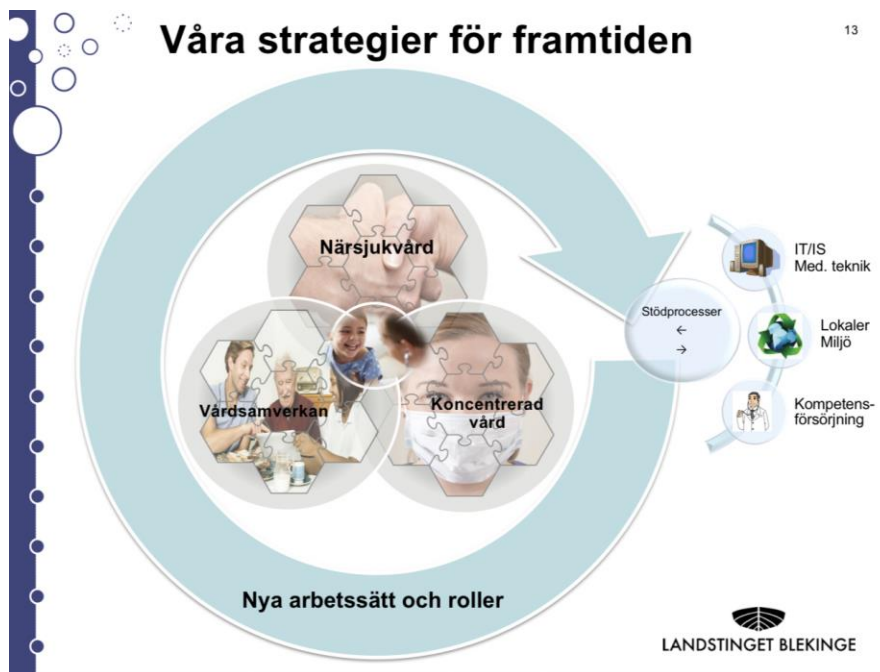 Våra strategier för framtiden
13
Närsjukvård
Vårdsamverkan
Koncentrerad
vård
Nya arbetssätt och roller
Stödprocesser
←
→
IT/IS
Med. teknik
Lokaler
Miljö
Kompetens-
försörjning
LANDSTINGET BLEKINGE